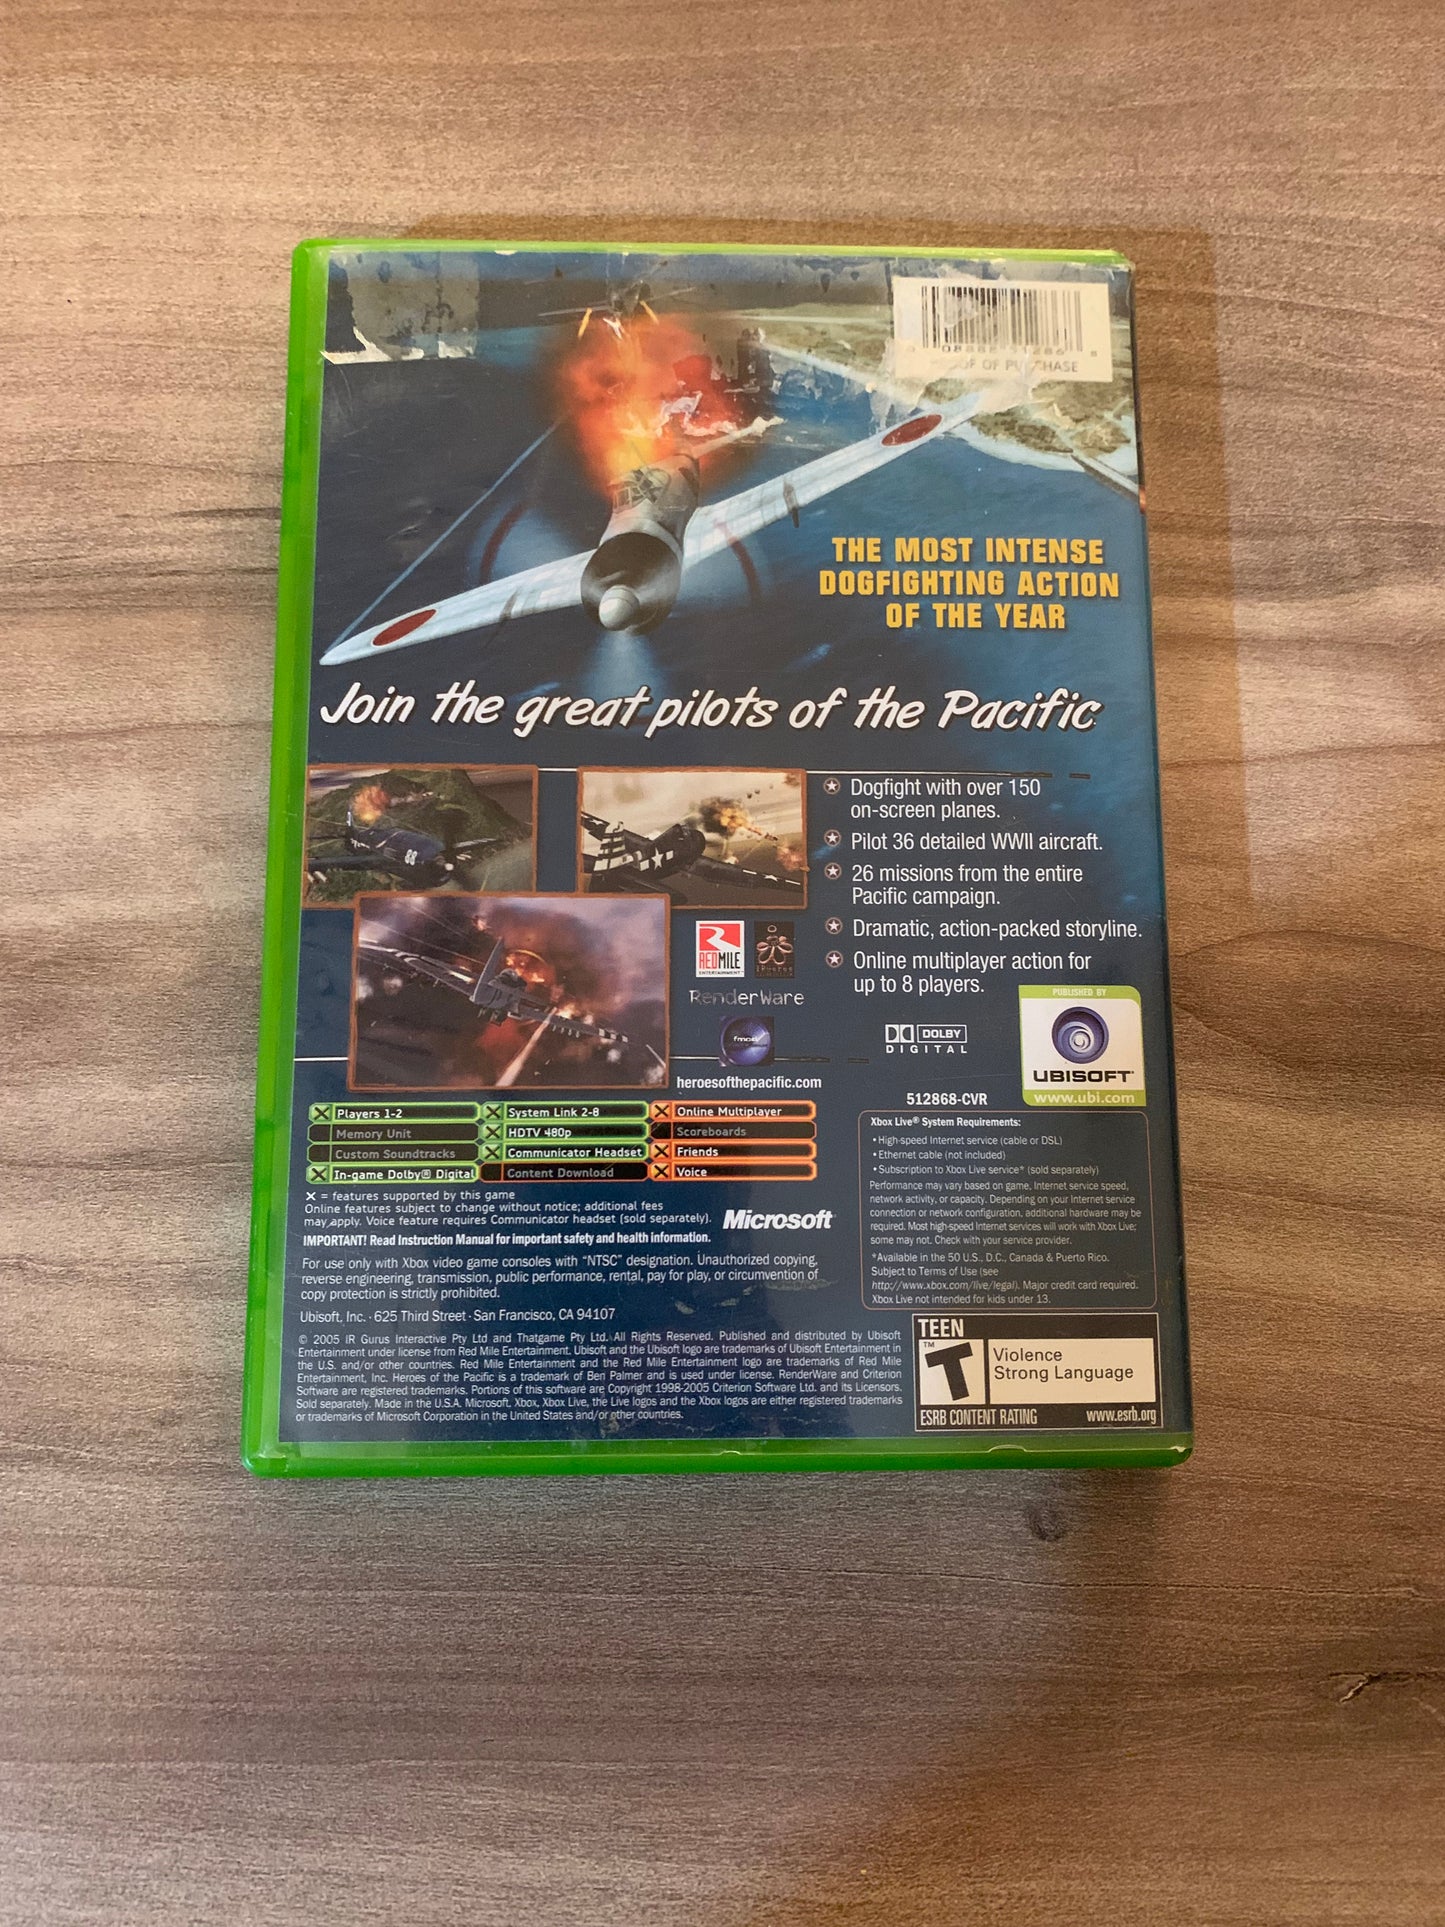 PROOF OF PURCHASE
THE MOST INTENSE
DOGFIGHTING ACTION
OF THE YEAR
Join the great pilots of the Pacific
88
Dogfight with over 150
on-screen planes.
Pilot 36 detailed WWII aircraft.
26 missions from the entire
Pacific campaign.
Dramatic, action-packed storyline.
Online multiplayer action for
up to 8 players.
RED MILE
ENTERTAINMENT
RenderWare
fmod
heroesofthepacific.com
DOLBY
DIGITAL
PUBLISHED BY
UBISOFT
www.ubi.com
512868-CVR
Players 1-2
Memory Unit
Custom Soundtracks
In-game Dolby® Digital
System Link 2-8
HDTV 480p
Communicator Headset
Content Download
Online Multiplayer
Scoreboards
Friends
Voice
X = features supported by this game
Online features subject to change without notice; additional fees
may apply. Voice feature requires Communicator headset (sold separately).
IMPORTANT! Read Instruction Manual for important safety and health information.
Microsoft
For use only with Xbox video game consoles with "NTSC" designation. Unauthorized copying,
reverse engineering, transmission, public performance, rental, pay for play, or circumvention of
copy protection is strictly prohibited.
Ubisoft, Inc. · 625 Third Street · San Francisco, CA 94107
© 2005 IR Gurus Interactive Pty Ltd and Thatgame Pty Ltd. All Rights Reserved. Published and distributed by Ubisoft
Entertainment under license from Red Mile Entertainment. Ubisoft and the Ubisoft logo are trademarks of Ubisoft Entertainment in
the U.S. and/or other countries. Red Mile Entertainment and the Red Mile Entertainment logo are trademarks of Red Mile
Entertainment, Inc. Heroes of the Pacific is a trademark of Ben Palmer and is used under license. RenderWare and Criterion
Software are registered trademarks. Portions of this software are Copyright 1998-2005 Criterion Software Ltd. and its Licensors.
Sold separately. Made in the U.S.A. Microsoft, Xbox, Xbox Live, the Live logos and the Xbox logos are either registered trademarks
or trademarks of Microsoft Corporation in the United States and/or other countries.
Xbox Live® System Requirements:
• High-speed Internet service (cable or DSL)
• Ethernet cable (not included)
• Subscription to Xbox Live service* (sold separately)
Performance may vary based on game, Internet service speed,
network activity, or capacity. Depending on your Internet service
connection or network configuration, additional hardware may be
required. Most high-speed Internet services will work with Xbox Live;
some may not. Check with your service provider.
*Available in the 50 U.S., D.C., Canada & Puerto Rico.
Subject to Terms of Use (see
http://www.xbox.com/live/legal). Major credit card required.
Xbox Live not intended for kids under 13.
TEEN
T
TM
Violence
Strong Language
ESRB CONTENT RATING
www.esrb.org